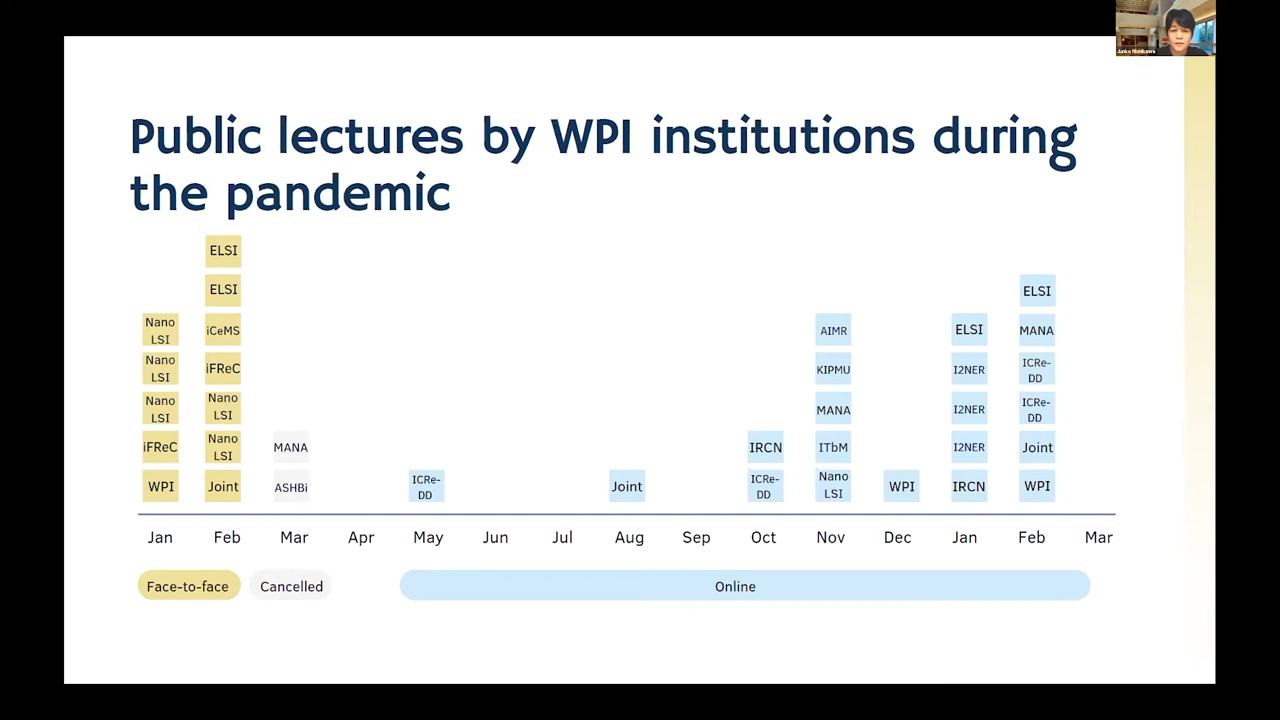 Junko Nishikawa
Public lectures by WPI institutions during
the pandemic
ELSI
ELSI
ELSI
Nano
LSI
iCeMS
AIMR
ELSI
MANA
Nano
LSI
iFReC
KIPMU
I2NER
ICRe-
DD
Nano
LSI
Nano
LSI
MANA
I2NER
ICRe-
DD
iFReC
Nano
LSI
MANA
IRCN
ITbM
I2NER
Joint
WPI
Joint
ASHBi
ICRe-
DD
Joint
ICRe-
DD
Nano
LSI
WPI
IRCN
WPI
Jan Feb Mar Apr May Jun Jul Aug Sep Oct Nov Dec Jan Feb Mar
Face-to-face Cancelled Online